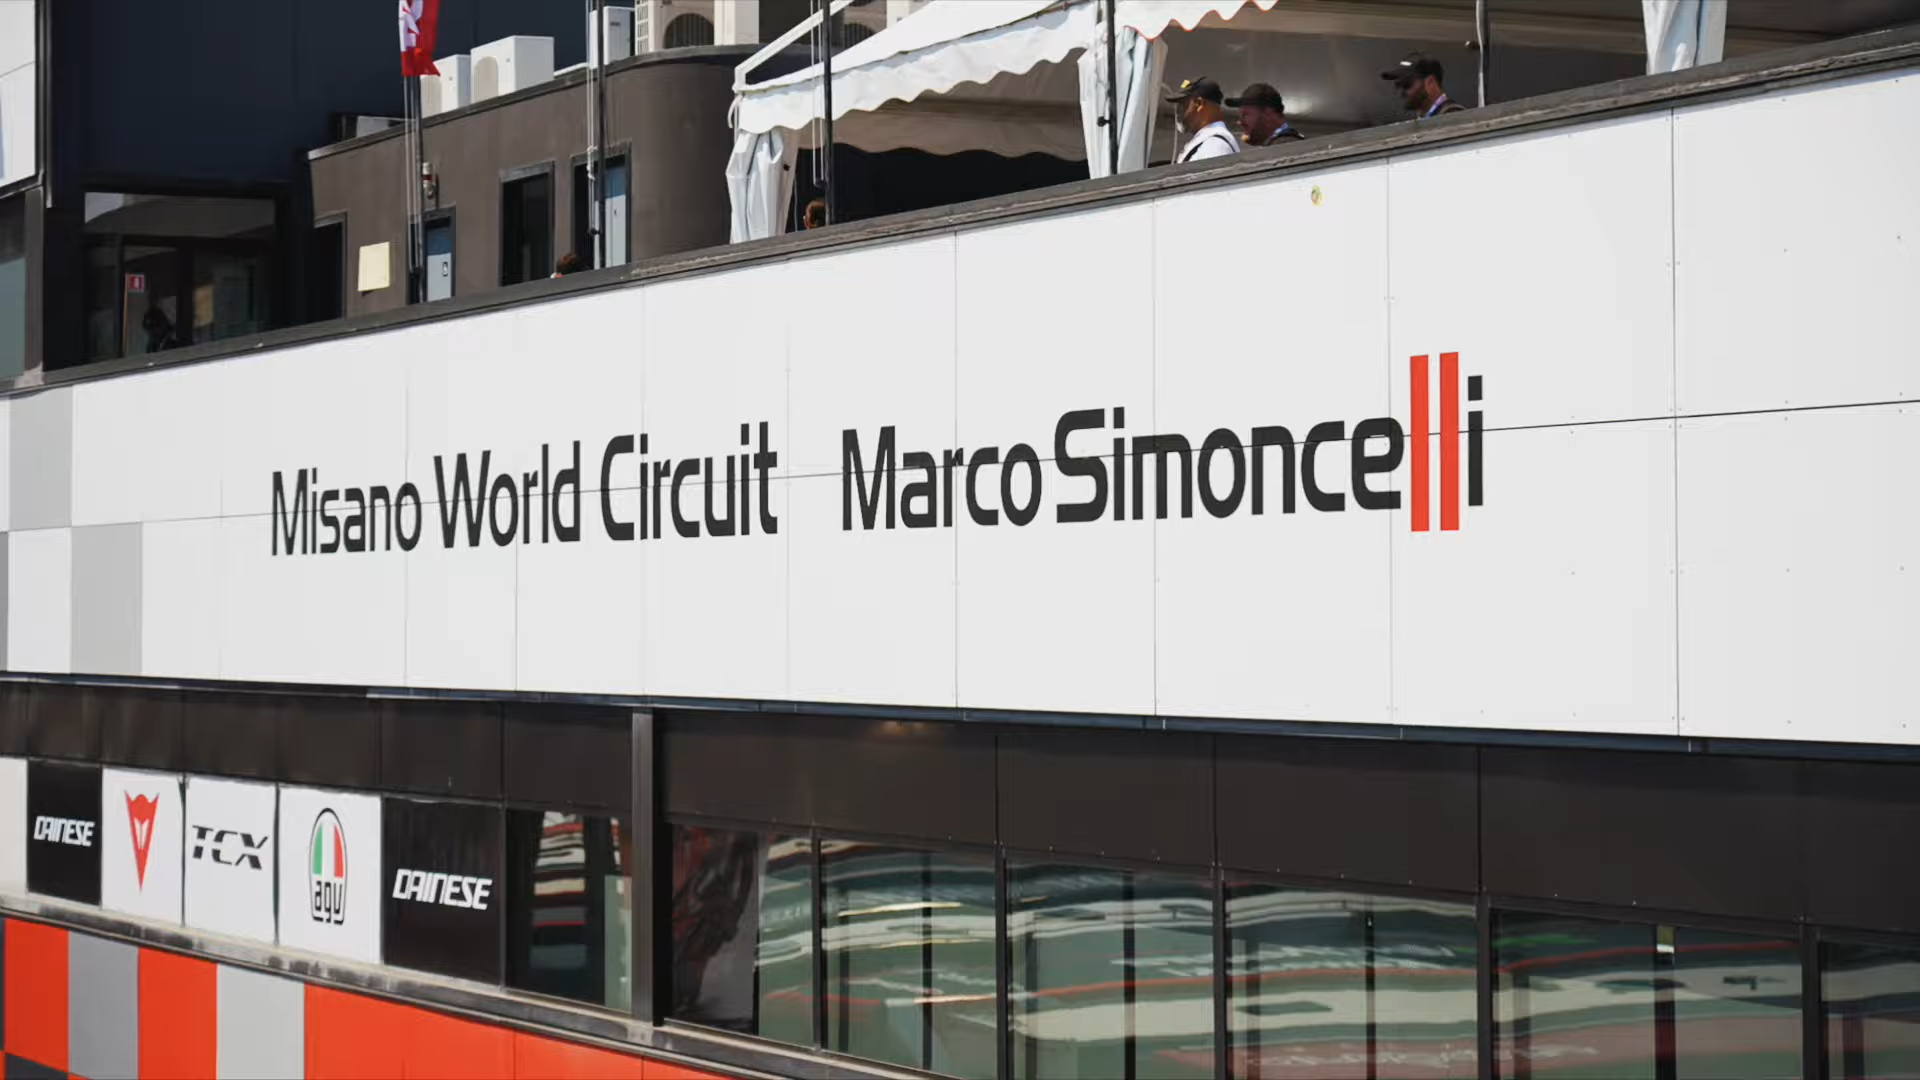 Misano World Circuit Marco Simoncelli
DAINESE
TCX
agv
DAINESE